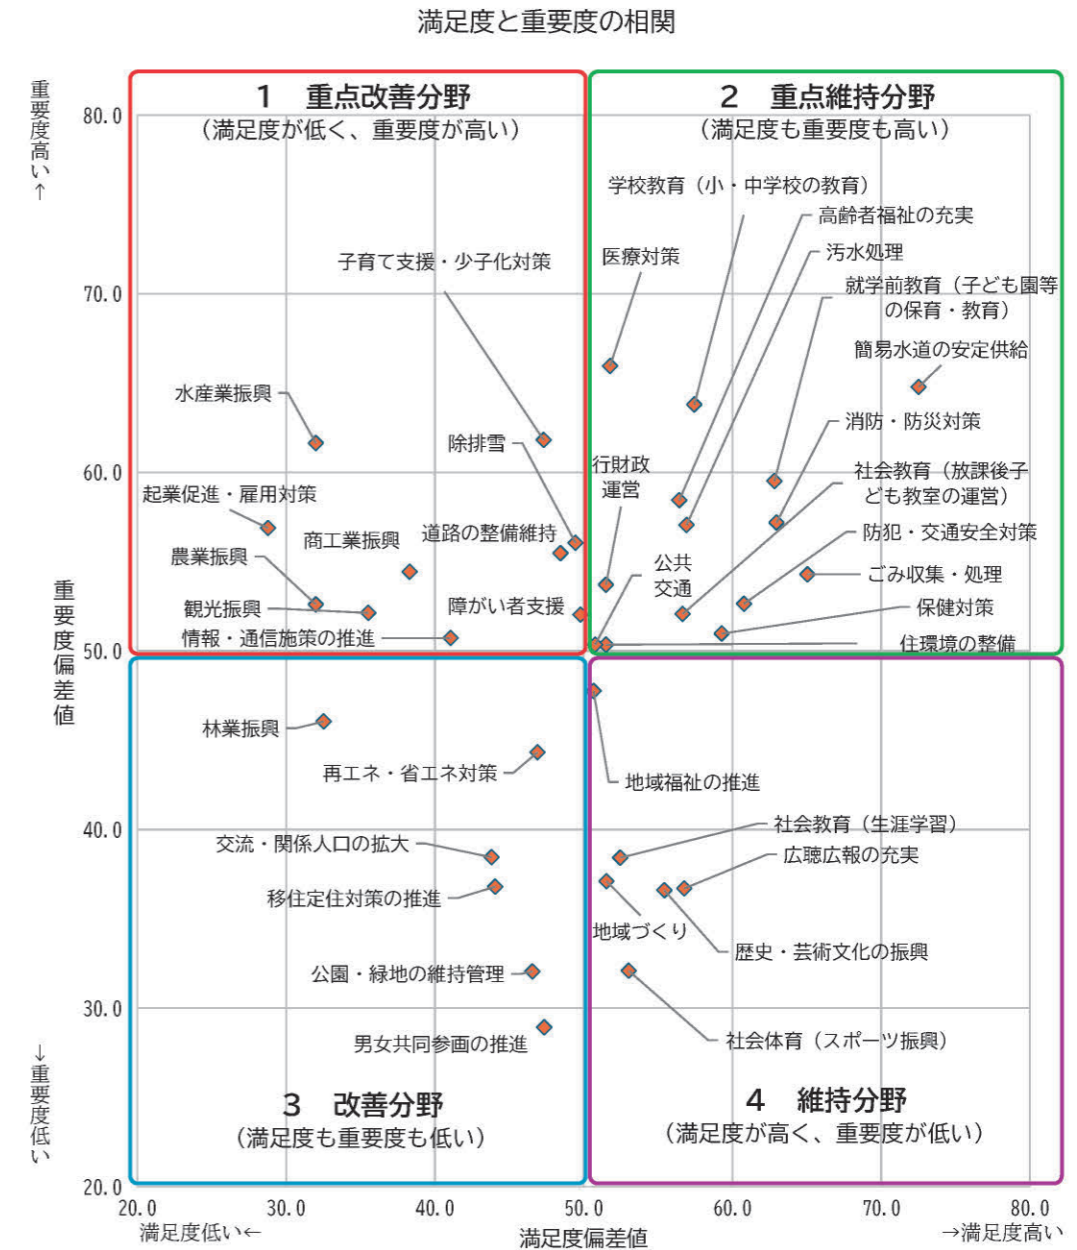 満足度と重要度の相関
重要度高い↑
1 重点改善分野
（満足度が低く、重要度が高い）
2 重点維持分野
（満足度も重要度も高い）
80.0
学校教育（小・中学校の教育）
高齢者福祉の充実
医療対策
汚水処理
子育て支援・少子化対策
就学前教育（子ども園等
の保育・教育）
70.0
簡易水道の安定供給
水産業振興
消防・防災対策
除排雪
行財政
運営
60.0
社会教育（放課後子
ども教室の運営）
起業促進・雇用対策
商工業振興
道路の整備維持
防犯・交通安全対策
農業振興
公共
交通
ごみ収集・処理
観光振興
障がい者支援
保健対策
情報・通信施策の推進
住環境の整備
50.0
重要度偏差値
林業振興
再エネ・省エネ対策
地域福祉の推進
40.0
交流・関係人口の拡大
社会教育（生涯学習）
広聴広報の充実
移住定住対策の推進
地域づくり
歴史・芸術文化の振興
公園・緑地の維持管理
30.0
男女共同参画の推進
社会体育（スポーツ振興）
↓重要度低い
3 改善分野
（満足度も重要度も低い）
4 維持分野
（満足度が高く、重要度が低い）
20.0
20.0
30.0
40.0
50.0
60.0
70.0
80.0
満足度低い←
満足度偏差値
→満足度高い